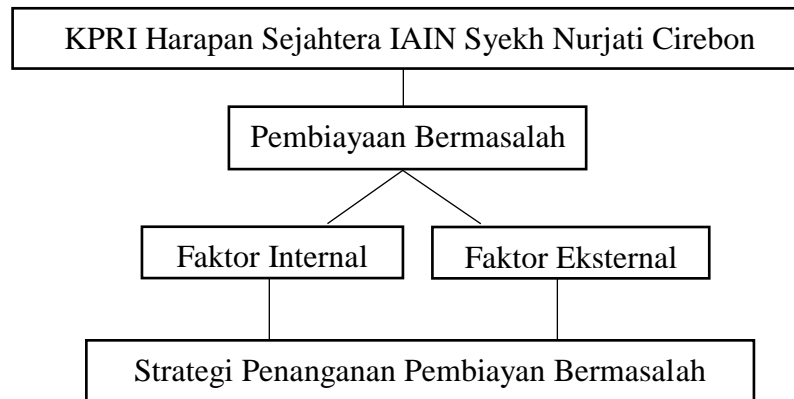 KPRI Harapan Sejahtera IAIN Syekh Nurjati Cirebon
Pembiayaan Bermasalah
Faktor Internal
Faktor Eksternal
Strategi Penanganan Pembiayan Bermasalah